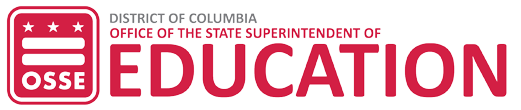 OSSE
DISTRICT OF COLUMBIA
OFFICE OF THE STATE SUPERINTENDENT OF
EDUCATION